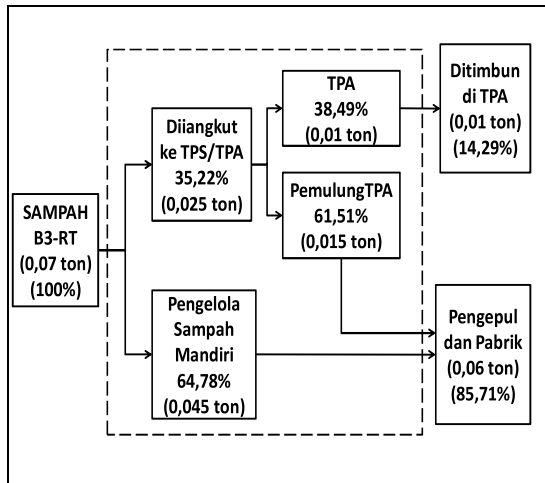 SAMPAH
B3-RT
(0,07 ton)
(100%)
Diiangkut
ke TPS/TPA
35,22%
(0,025 ton)
Pengelola
Sampah
Mandiri
64,78%
(0,045 ton)
TPA
38,49%
(0,01 ton)
PemulungTPA
61,51%
(0,015 ton)
Ditimbun
di TPA
(0,01 ton)
(14,29%)
Pengepul
dan Pabrik
(0,06 ton)
(85,71%)